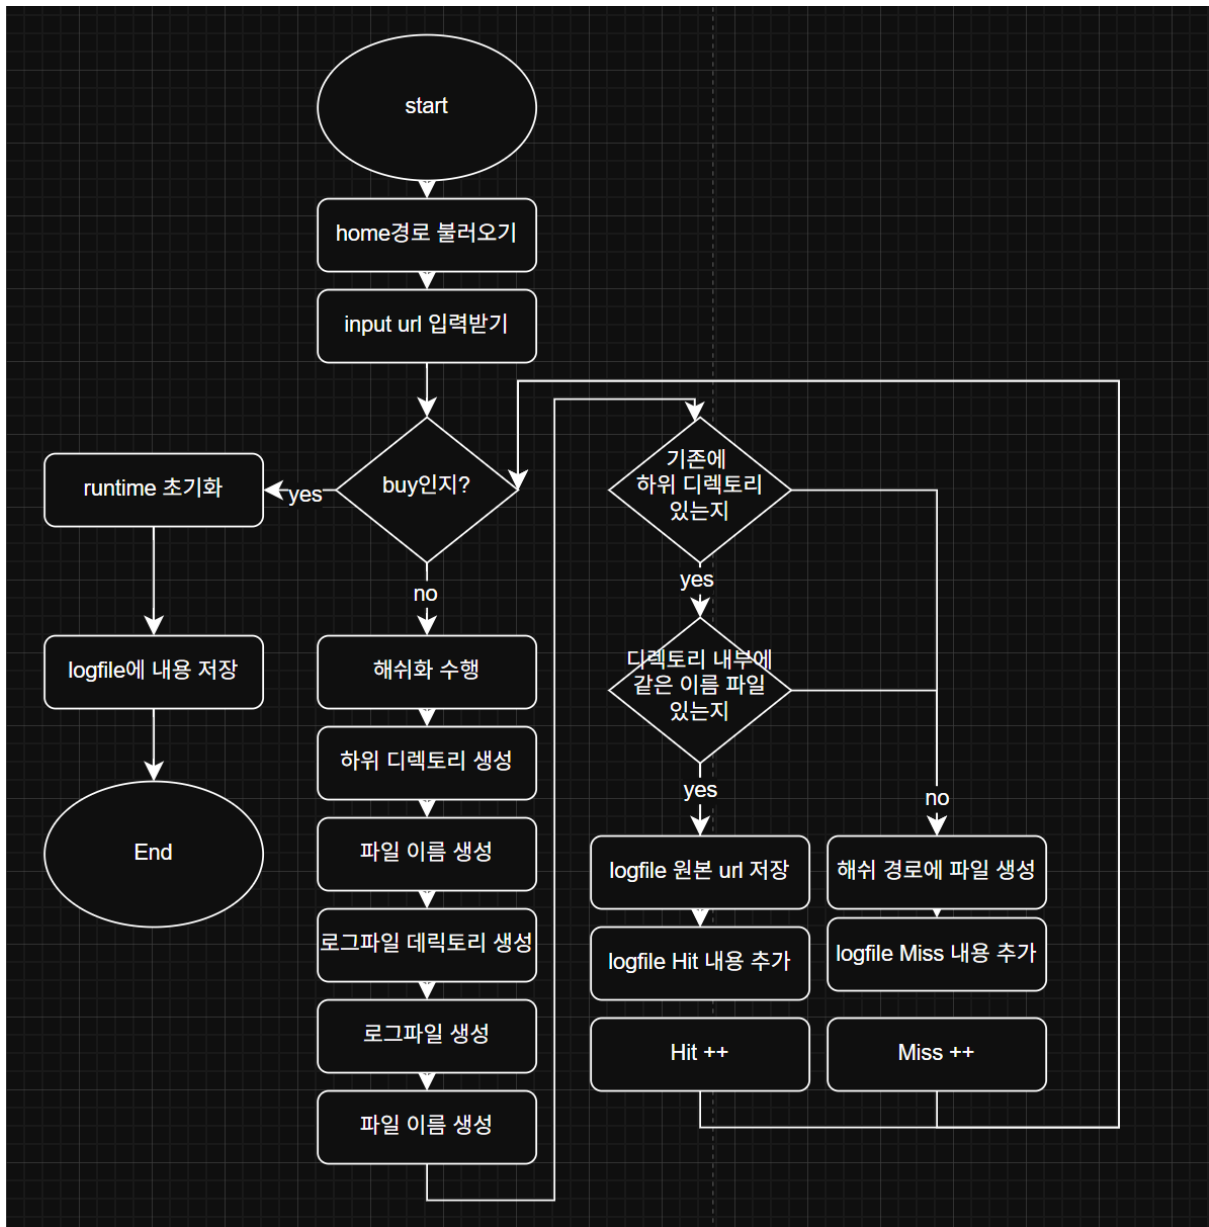 start
home경로 불러오기
input url 입력받기
buy인지?
yes
runtime 초기화
logfile에 내용 저장
End
no
해쉬화 수행
하위 디렉토리 생성
파일 이름 생성
로그파일 데릭토리 생성
로그파일 생성
파일 이름 생성
기존에
하위 디렉토리
있는지
yes
디렉토리 내부에
같은 이름 파일
있는지
yes
no
logfile 원본 url 저장
logfile Hit 내용 추가
Hit ++
해쉬 경로에 파일 생성
logfile Miss 내용 추가
Miss ++